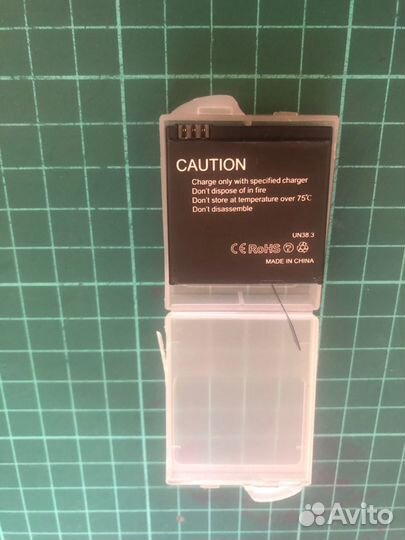 CAUTION
Charge only with specified charger
Don't dispose of in fire
Don't store at temperature over 75℃
Don't disassemble
UN38.3
CE RoHS
MADE IN CHINA
Avito